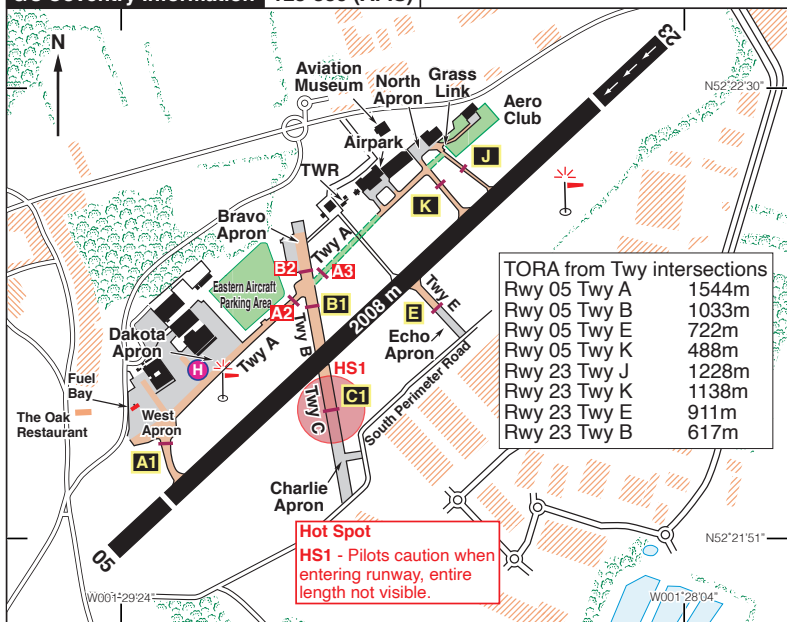 N
Aviation
Museum
North
Apron
Grass
Link
Aero
Club
N52°22'30"
23
Airpark
TWR
J
K
Bravo
Apron
Twy A
B2
A3
Eastern Aircraft
Parking Area
A2
B1
Twy B
2008 m
Twy E
E
Echo
Apron
TORA from Twy intersections
Rwy 05 Twy A 1544m
Rwy 05 Twy B 1033m
Rwy 05 Twy E 722m
Rwy 05 Twy K 488m
Rwy 23 Twy J 1228m
Rwy 23 Twy K 1138m
Rwy 23 Twy E 911m
Rwy 23 Twy B 617m
Dakota
Apron
H
Twy A
HS1
C1
Twy C
South Perimeter Road
Fuel
Bay
The Oak
Restaurant
West
Apron
A1
Charlie
Apron
05
Hot Spot
HS1 - Pilots caution when
entering runway, entire
length not visible.
N52°21'51"
W001°29'24"
W001°28'04"